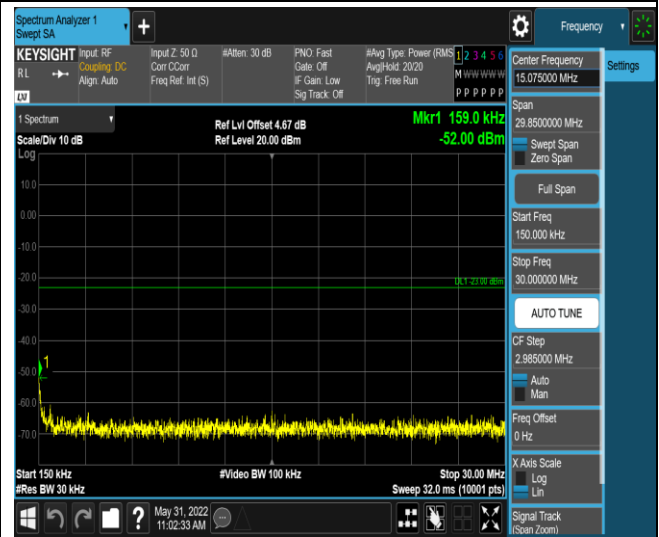 Spectrum Analyzer 1
Swept SA
Frequency
KEYSIGHT
RL
LXI
Input: RF
Coupling: DC
Align: Auto
Input Z: 50 Ω
Corr CCorr
Freq Ref: Int (S)
#Atten: 30 dB
PNO: Fast
Gate: Off
IF Gain: Low
Sig Track: Off
#Avg Type: Power (RMS
Avg|Hold: 20/20
Trig: Free Run
1 2 3 4 5 6
M W W W W W
P P P P P P
1 Spectrum
Scale/Div 10 dB
Log
Ref Lvl Offset 4.67 dB
Ref Level 20.00 dBm
Mkr1 159.0 kHz
-52.00 dBm
10.0
0.00
-10.0
-20.0
-30.0
-40.0
-50.0
-60.0
-70.0
DL1 -23.00 dBm
1
Start 150 kHz
#Res BW 30 kHz
#Video BW 100 kHz
Stop 30.00 MHz
Sweep 32.0 ms (10001 pts)
May 31, 2022
11:02:33 AM
Settings
Center Frequency
15.075000 MHz
Span
29.8500000 MHz
Swept Span
Zero Span
Full Span
Start Freq
150.000 kHz
Stop Freq
30.000000 MHz
AUTO TUNE
CF Step
2.985000 MHz
Auto
Man
Freq Offset
0 Hz
X Axis Scale
Log
Lin
Signal Track
(Span Zoom)